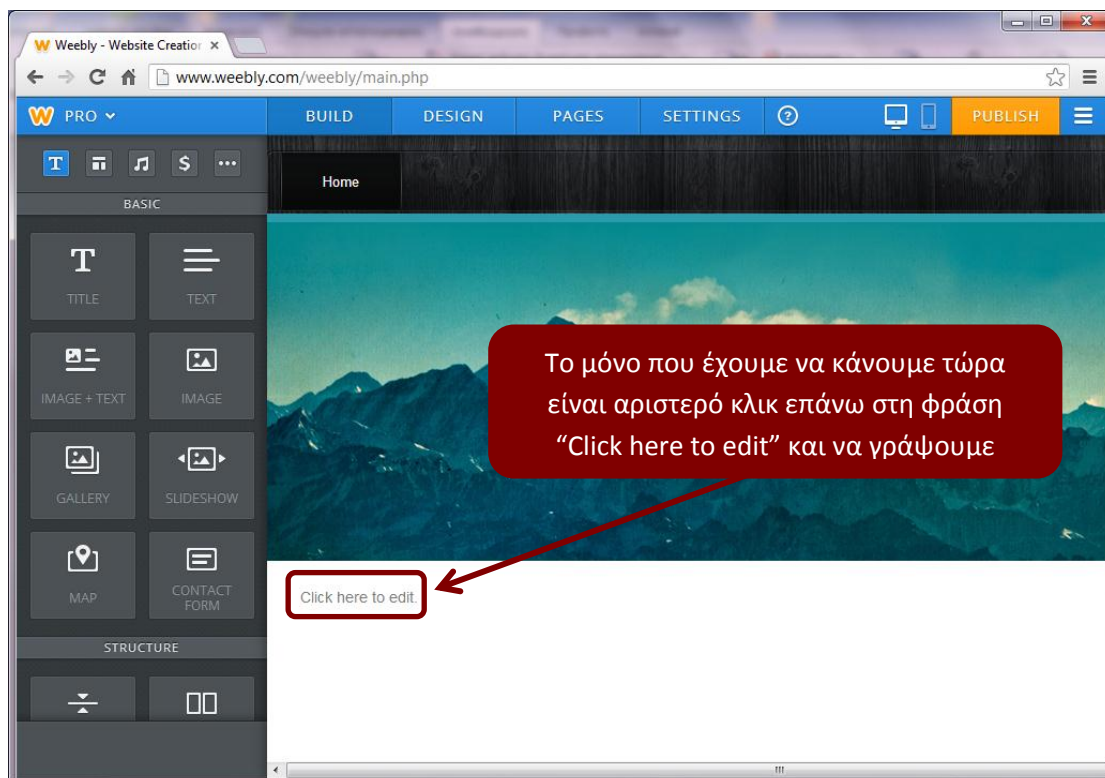 Weebly - Website Creatio
www.weebly.com/weebly/main.php
PRO
BUILD
DESIGN
PAGES
SETTINGS
PUBLISH
BASIC
Home
TITLE
TEXT
IMAGE + TEXT
IMAGE
GALLERY
SLIDESHOW
MAP
CONTACT
FORM
STRUCTURE
Το μόνο που έχουμε να κάνουμε τώρα
είναι αριστερό κλικ επάνω στη φράση
“Click here to edit” και να γράψουμε
Click here to edit.